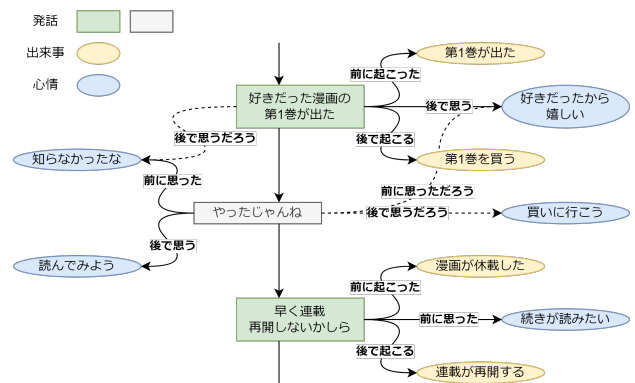 発話
出来事
心情
第1巻が出た
前に起こった
好きだった漫画の
第1巻が出た
後で思う
好きだったから
嬉しい
後で思うだろう
後で起こる
知らなかったな
第1巻を買う
前に思った
前に思っただろう
やったじゃんね
後で思うだろう
買いに行こう
後で思う
読んでみよう
漫画が休載した
前に起こった
早く連載
再開しないかしら
前に思った
続きが読みたい
後で起こる
連載が再開する